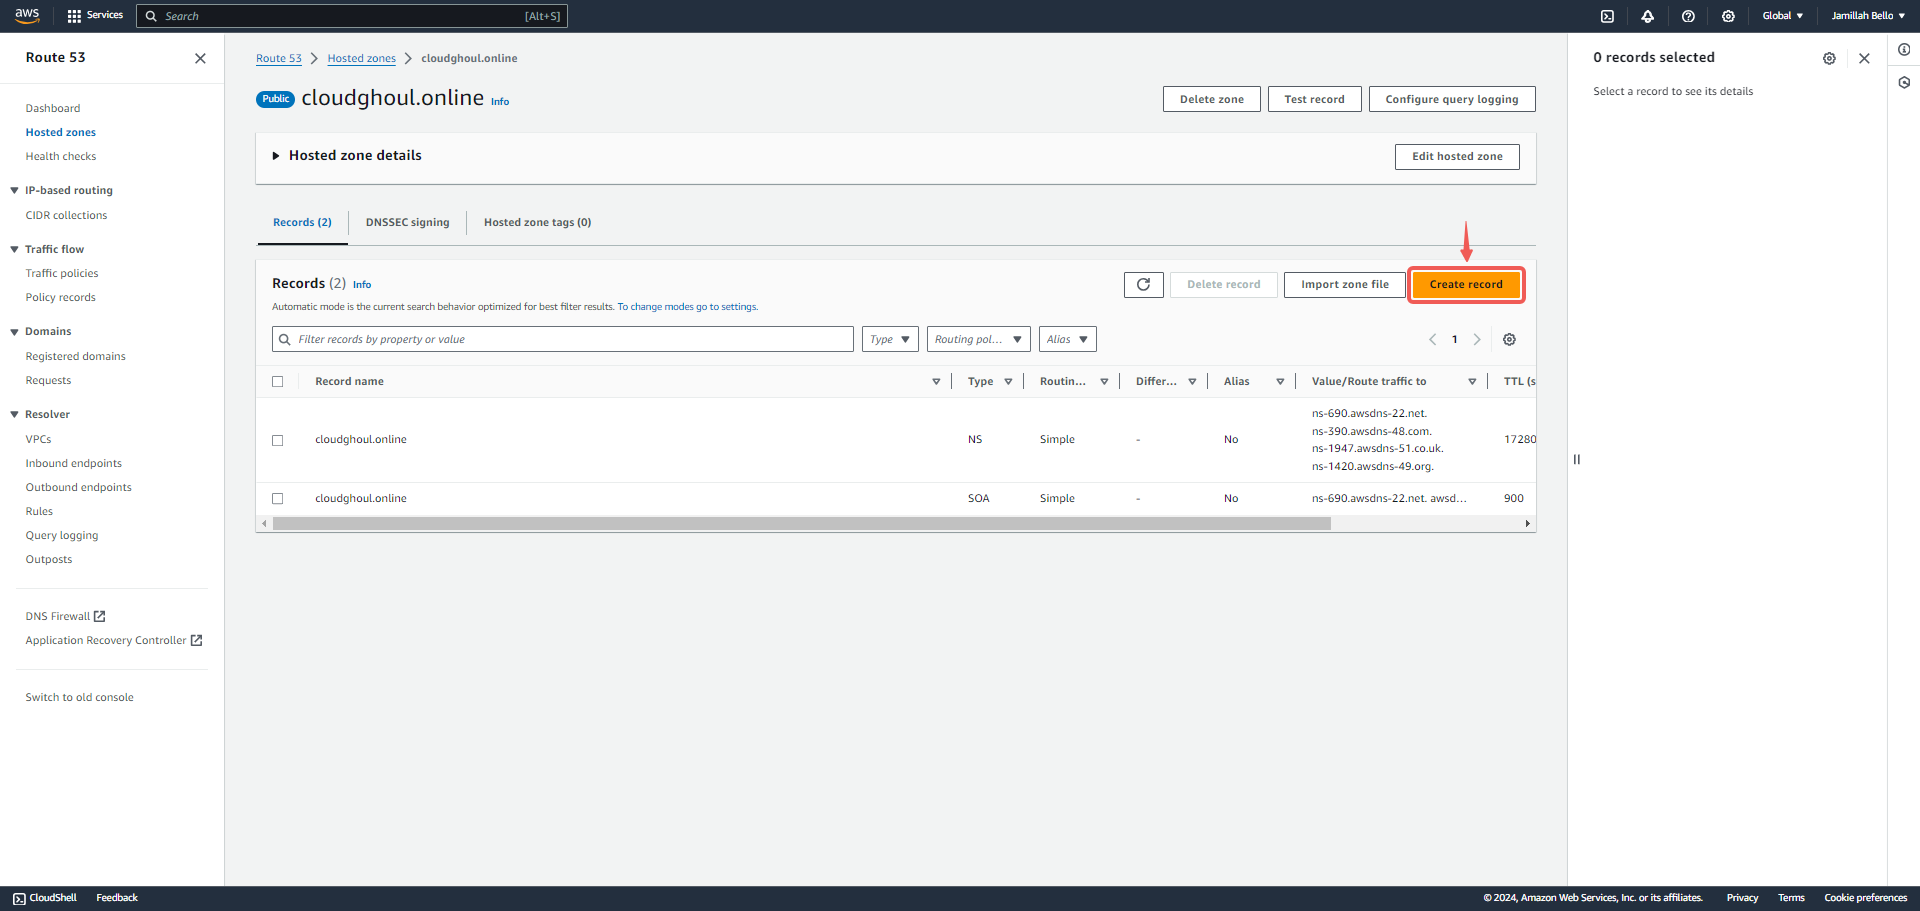 aws
Services
Search
[Alt+S]
Global
Jamillah Bello
Route 53
Dashboard
Hosted zones
Health checks
IP-based routing
CIDR collections
Traffic flow
Traffic policies
Policy records
Domains
Registered domains
Requests
Resolver
VPCs
Inbound endpoints
Outbound endpoints
Rules
Query logging
Outposts
DNS Firewall
Application Recovery Controller
Switch to old console
Route 53 > Hosted zones > cloudghoul.online
Public cloudghoul.online Info
Delete zone
Test record
Configure query logging
Hosted zone details
Edit hosted zone
Records (2)
DNSSEC signing
Hosted zone tags (0)
Records (2) Info
Delete record
Import zone file
Create record
Automatic mode is the current search behavior optimized for best filter results. To change modes go to settings.
Filter records by property or value
Type
Routing pol...
Alias
1
Record name Type Routin... Differ... Alias Value/Route traffic to TTL (s
cloudghoul.online NS Simple - No
ns-690.awsdns-22.net.
ns-390.awsdns-48.com.
ns-1947.awsdns-51.co.uk.
ns-1420.awsdns-49.org.
17280
cloudghoul.online SOA Simple - No ns-690.awsdns-22.net. awsd... 900
0 records selected
Select a record to see its details
CloudShell
Feedback
© 2024, Amazon Web Services, Inc. or its affiliates.
Privacy
Terms
Cookie preferences